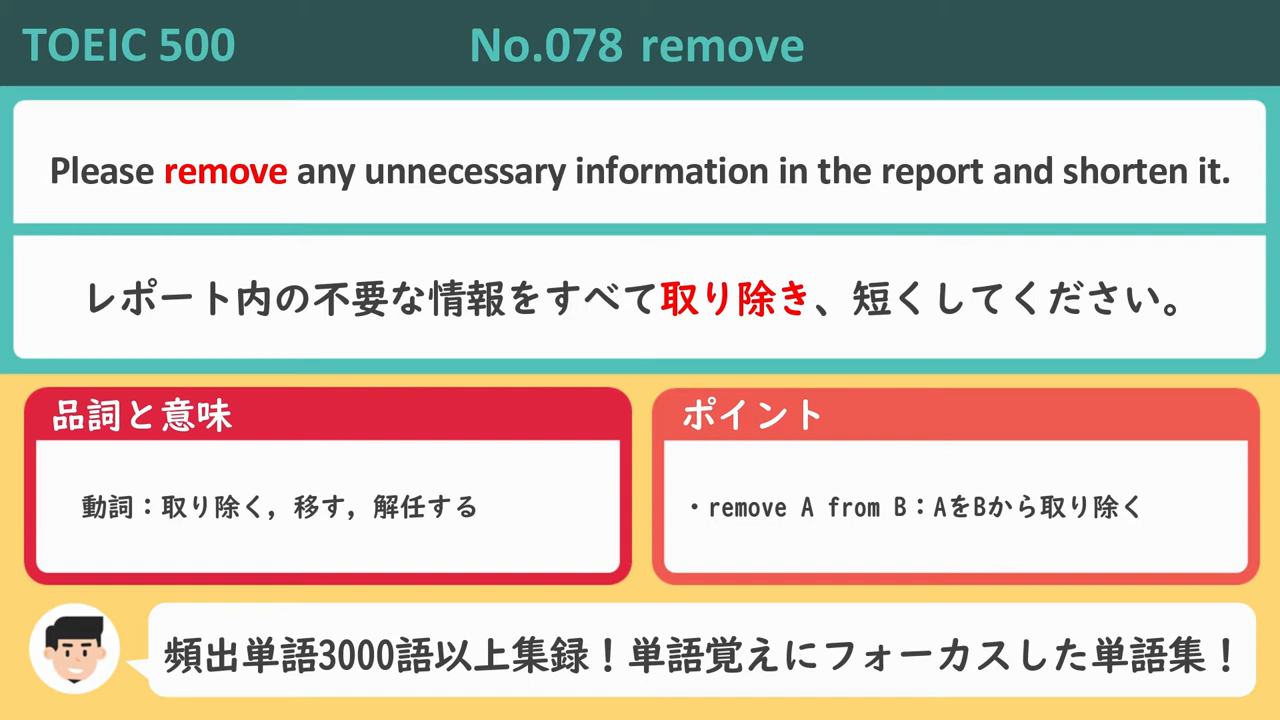 TOEIC 500
No.078 remove
Please remove any unnecessary information in the report and shorten it.
レポート内の不要な情報をすべて取り除き、短くしてください。
品詞と意味
動詞：取り除く，移す，解任する
ポイント
・remove A from B：AをBから取り除く
頻出単語3000語以上集録！単語覚えにフォーカスした単語集！